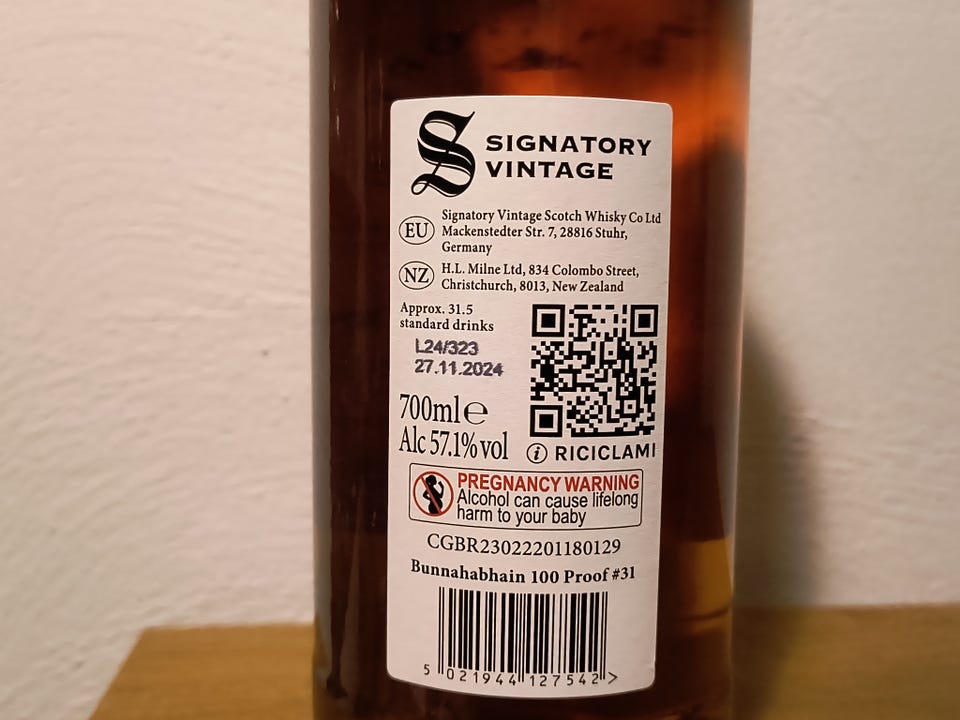 S
SIGNATORY
VINTAGE
EU
Signatory Vintage Scotch Whisky Co Ltd
Mackenstedter Str. 7, 28816 Stuhr,
Germany
NZ
H.L. Milne Ltd, 834 Colombo Street,
Christchurch, 8013, New Zealand
Approx. 31.5
standard drinks
L24/323
27.11.2024
700ml e
Alc 57.1% vol
i RICICLAMI
PREGNANCY WARNING
Alcohol can cause lifelong
harm to your baby
CGBR23022201180129
Bunnahabhain 100 Proof #31
5 021944 127542 >